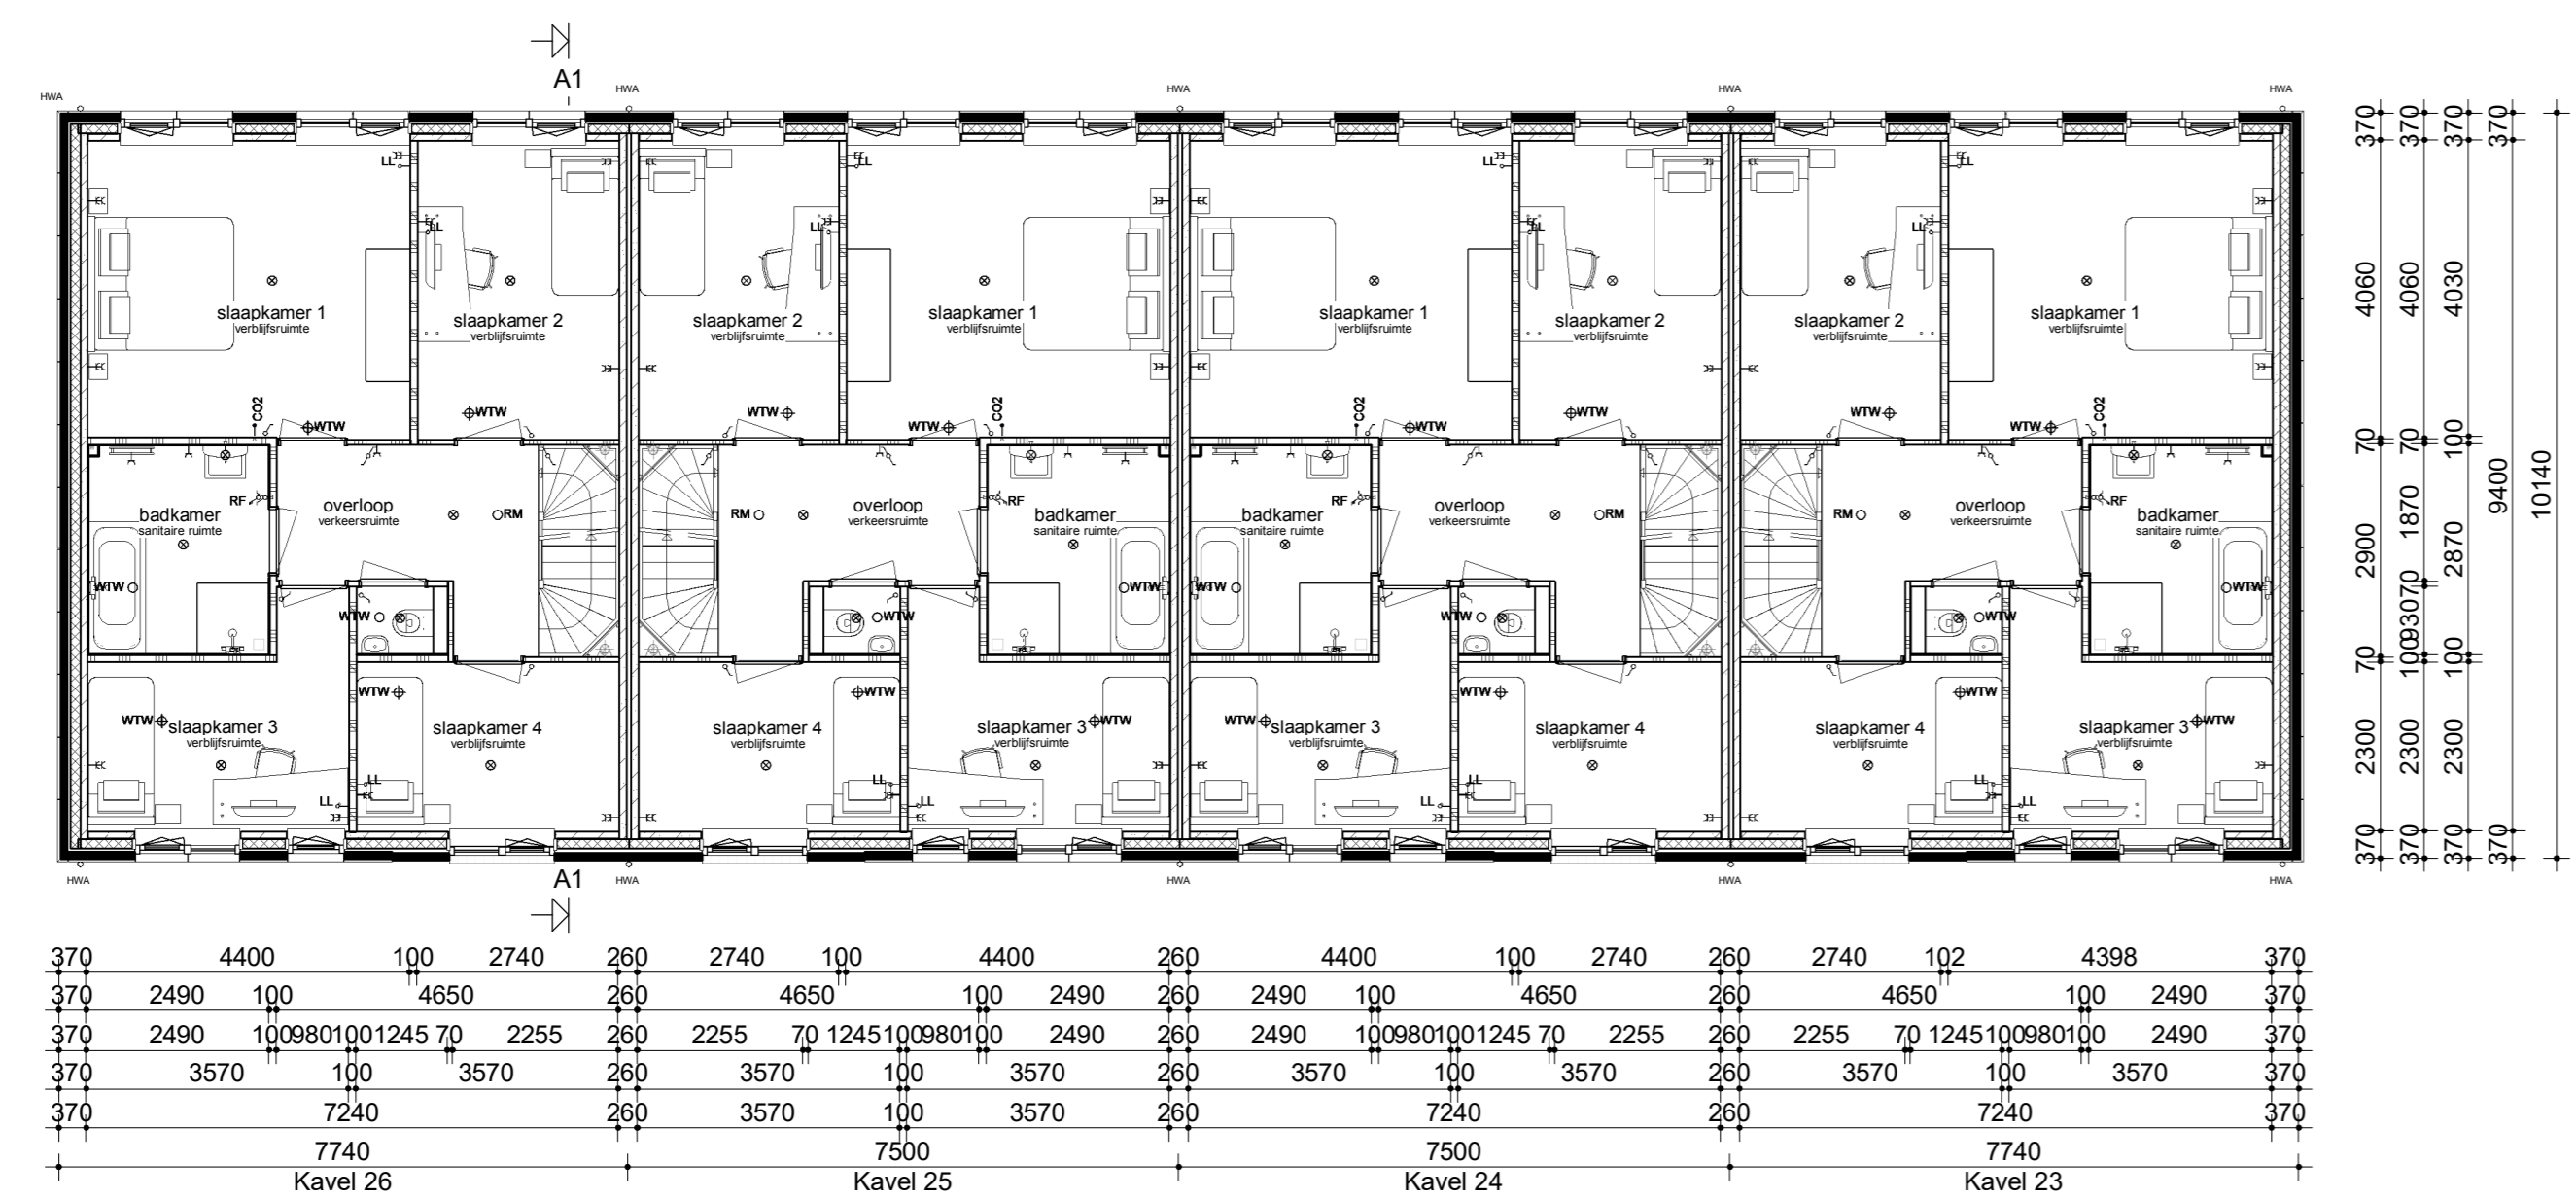 A1
HWA HWA HWA HWA HWA
LL LL LL LL
LL LL LL LL
slaapkamer 1 slaapkamer 2 slaapkamer 2 slaapkamer 1 slaapkamer 1 slaapkamer 2 slaapkamer 2 slaapkamer 1
verblijfsruimte verblijfsruimte verblijfsruimte verblijfsruimte verblijfsruimte verblijfsruimte verblijfsruimte verblijfsruimte
CO2 CO2 CO2 CO2
WTW WTW WTW WTW WTW WTW WTW WTW
RF RF RF RF
badkamer overloop RM RM overloop badkamer badkamer overloop RM RM overloop badkamer
sanitaire ruimte verkeersruimte verkeersruimte sanitaire ruimte sanitaire ruimte verkeersruimte verkeersruimte sanitaire ruimte
WTW WTW WTW WTW
WTW WTW WTW WTW
WTW WTW WTW WTW
WTW WTW WTW WTW
slaapkamer 3 slaapkamer 4 slaapkamer 4 slaapkamer 3 slaapkamer 3 slaapkamer 4 slaapkamer 4 slaapkamer 3
verblijfsruimte verblijfsruimte verblijfsruimte verblijfsruimte verblijfsruimte verblijfsruimte verblijfsruimte verblijfsruimte
LL LL LL LL
LL LL LL LL
HWA HWA HWA HWA HWA
A1
370 4400 100 2740 260 2740 100 4400 260 4400 100 2740 260 2740 102 4398 370
370 2490 100 4650 260 4650 100 2490 260 2490 100 4650 260 4650 100 2490 370
370 2490 100 980 100 1245 70 2255 260 2255 70 1245 100 980 100 2490 260 2490 100 980 100 1245 70 2255 260 2255 70 1245 100 980 100 2490 370
370 3570 100 3570 260 3570 100 3570 260 3570 100 3570 260 3570 100 3570 370
370 7240 260 3570 100 3570 260 7240 260 7240 370
7740 7500 7500 7740
Kavel 26 Kavel 25 Kavel 24 Kavel 23
370 4060 70 2900 70 2300 370
370 4060 70 1870 70 930 100 2300 370
370 4030 100 2870 100 2300 370
370 9400 370
10140